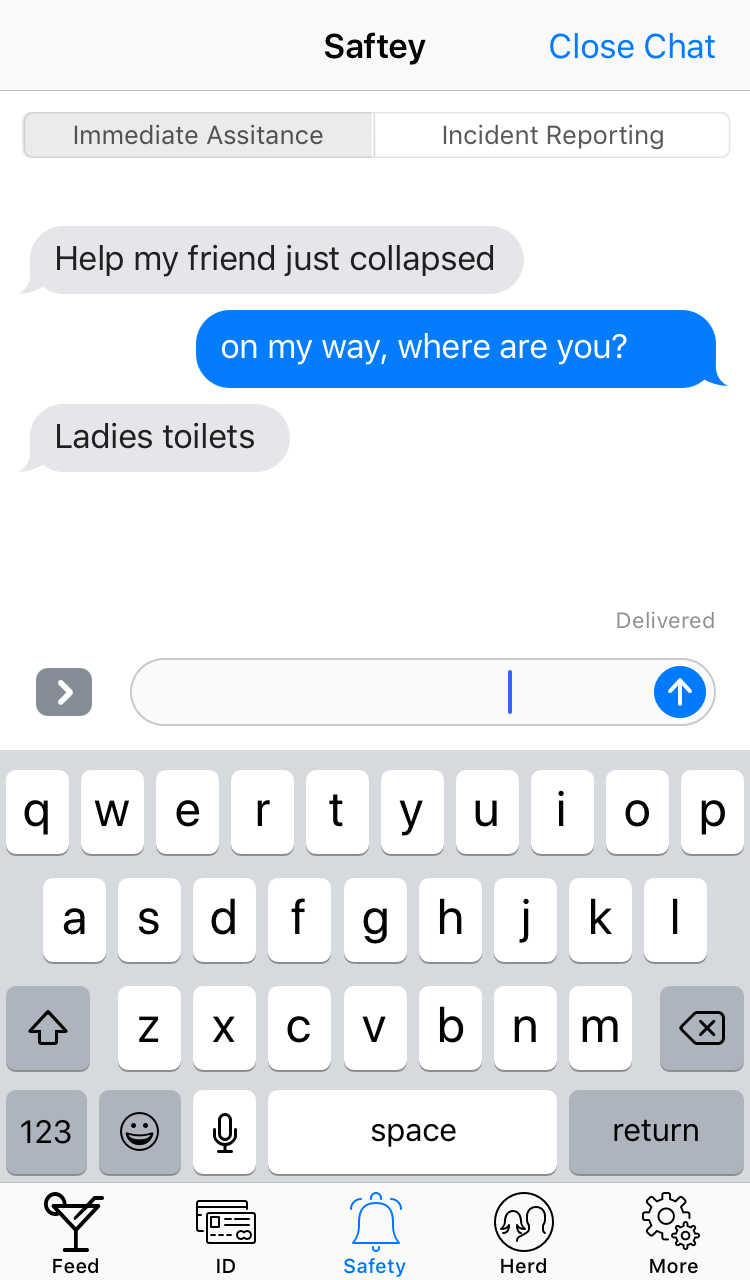 Saftey Close Chat
Immediate Assitance Incident Reporting
Help my friend just collapsed
on my way, where are you?
Ladies toilets
Delivered
q w e r t y u i o p
a s d f g h j k l
z x c v b n m
123 space return
Feed ID Safety Herd More